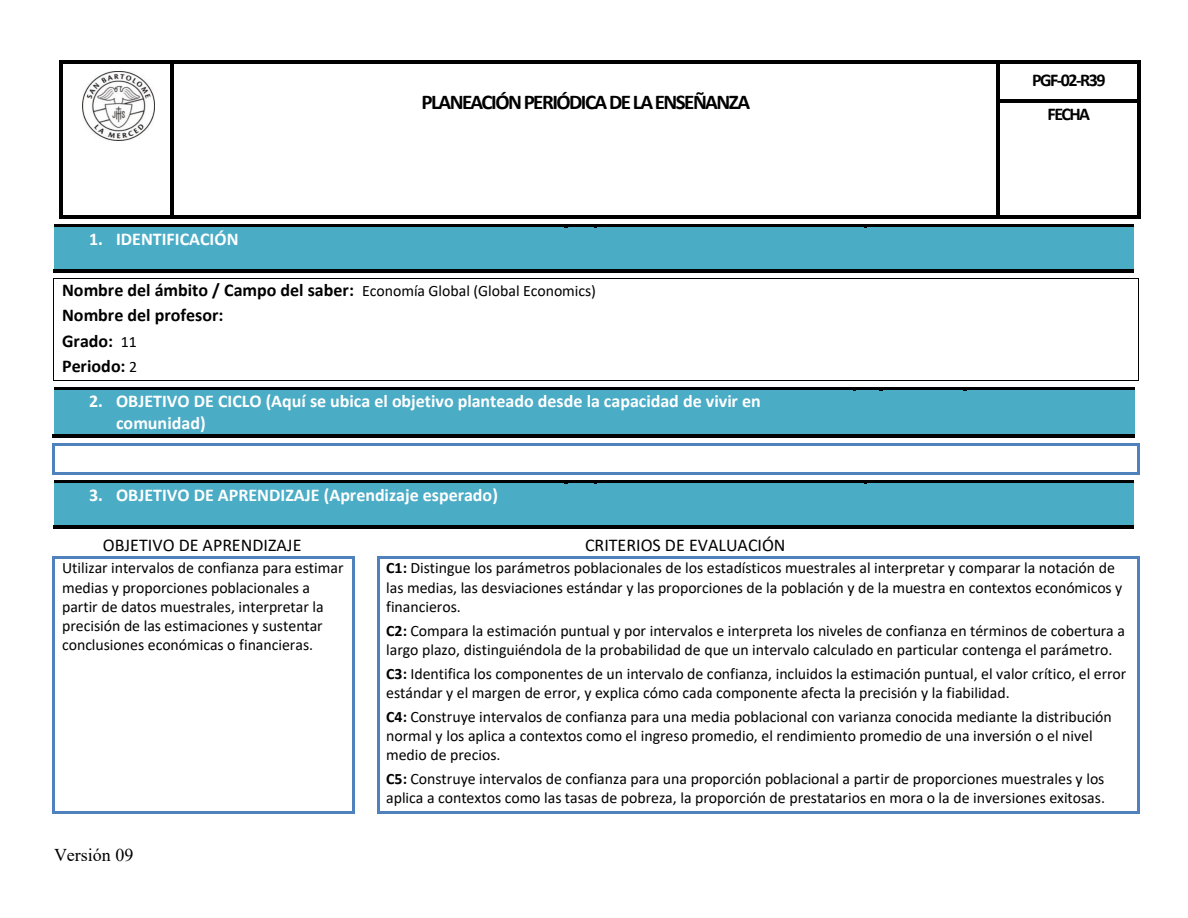 SAN BARTOLOME
JHS
LA MERCED
PLANEACIÓN PERIÓDICA DE LA ENSEÑANZA
PGF-02-R39
FECHA
1. IDENTIFICACIÓN
Nombre del ámbito / Campo del saber: Economía Global (Global Economics)
Nombre del profesor:
Grado: 11
Periodo: 2
2. OBJETIVO DE CICLO (Aquí se ubica el objetivo planteado desde la capacidad de vivir en
comunidad)
3. OBJETIVO DE APRENDIZAJE (Aprendizaje esperado)
OBJETIVO DE APRENDIZAJE
Utilizar intervalos de confianza para estimar
medias y proporciones poblacionales a
partir de datos muestrales, interpretar la
precisión de las estimaciones y sustentar
conclusiones económicas o financieras.
CRITERIOS DE EVALUACIÓN
C1: Distingue los parámetros poblacionales de los estadísticos muestrales al interpretar y comparar la notación de
las medias, las desviaciones estándar y las proporciones de la población y de la muestra en contextos económicos y
financieros.
C2: Compara la estimación puntual y por intervalos e interpreta los niveles de confianza en términos de cobertura a
largo plazo, distinguiéndola de la probabilidad de que un intervalo calculado en particular contenga el parámetro.
C3: Identifica los componentes de un intervalo de confianza, incluidos la estimación puntual, el valor crítico, el error
estándar y el margen de error, y explica cómo cada componente afecta la precisión y la fiabilidad.
C4: Construye intervalos de confianza para una media poblacional con varianza conocida mediante la distribución
normal y los aplica a contextos como el ingreso promedio, el rendimiento promedio de una inversión o el nivel
medio de precios.
C5: Construye intervalos de confianza para una proporción poblacional a partir de proporciones muestrales y los
aplica a contextos como las tasas de pobreza, la proporción de prestatarios en mora o la de inversiones exitosas.
Versión 09